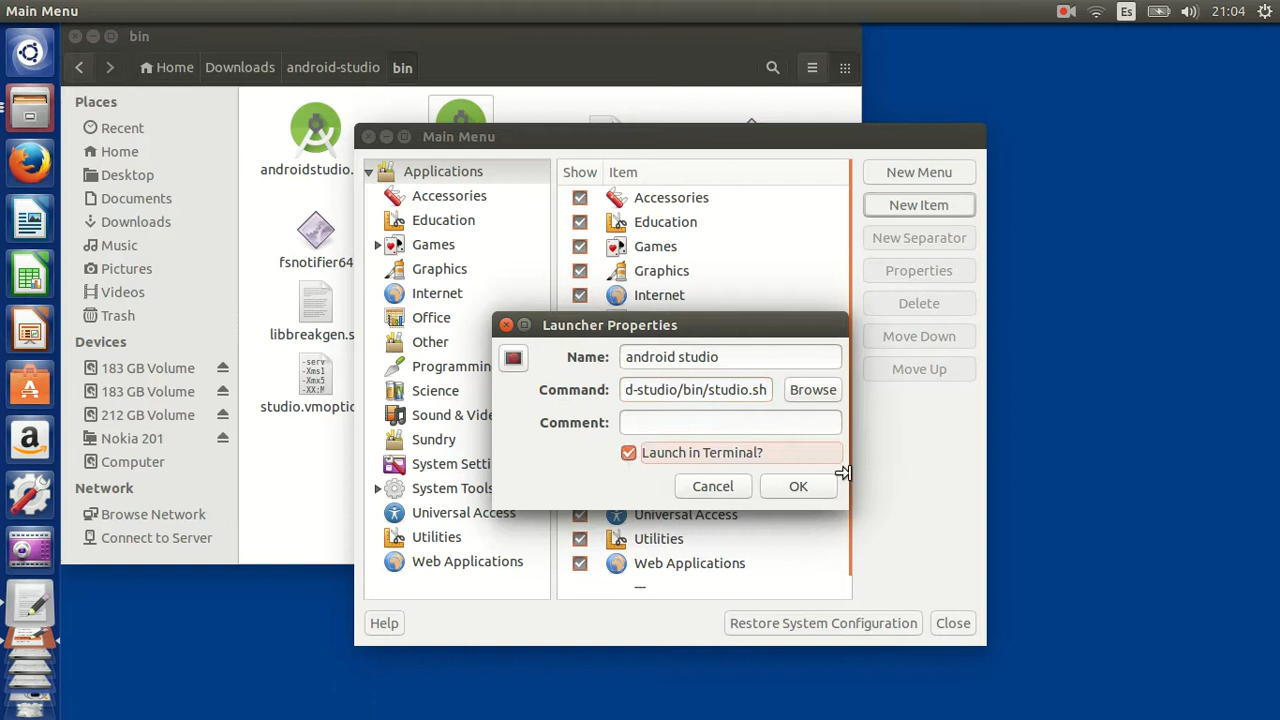 Main Menu
Es
21:04
bin
Home
Downloads
android-studio
bin
Places
Recent
Home
Desktop
Documents
Downloads
Music
Pictures
Videos
Trash
Devices
183 GB Volume
183 GB Volume
212 GB Volume
Nokia 201
Computer
Network
Browse Network
Connect to Server
androidstudio.
fsnotifier64
libbreakgen.s
-serv
-Xms1
-Xmx5
-XX:M
studio.vmoptic
Main Menu
Applications
Accessories
Education
Games
Graphics
Internet
Office
Other
Programmin
Science
Sound & Vide
Sundry
System Setti
System Tools
Universal Access
Utilities
Web Applications
Show
Item
Accessories
Education
Games
Graphics
Internet
Universal Access
Utilities
Web Applications
---
New Menu
New Item
New Separator
Properties
Delete
Move Down
Move Up
Help
Restore System Configuration
Close
Launcher Properties
Name:
android studio
Command:
d-studio/bin/studio.sh
Browse
Comment:
Launch in Terminal?
Cancel
OK